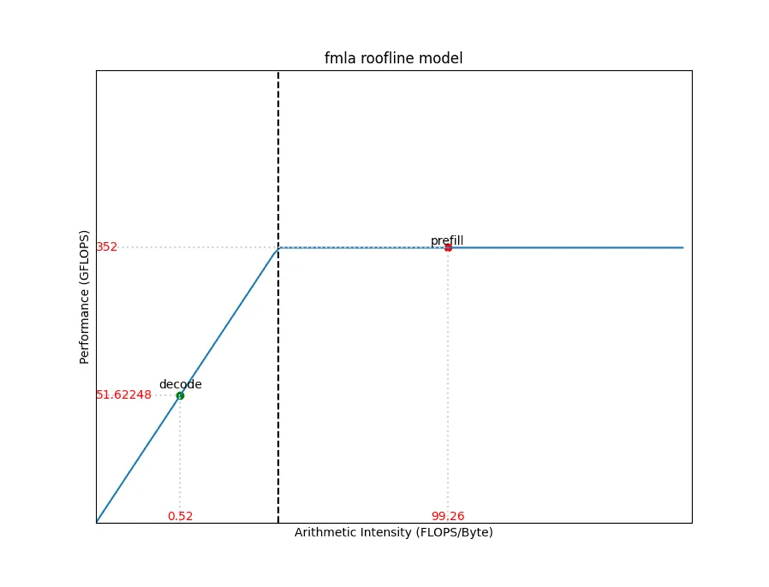 fmla roofline model
Performance (GFLOPS)
352
prefill
decode
51.62248
0.52
99.26
Arithmetic Intensity (FLOPS/Byte)